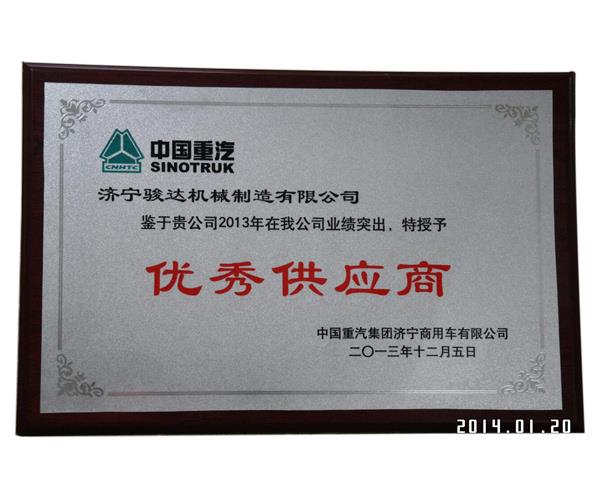 中国重汽
SINOTRUK
CNHTC
济宁骏达机械制造有限公司
鉴于贵公司2013年在我公司业绩突出，特授予
优秀供应商
中国重汽集团济宁商用车有限公司
二〇一三年十二月五日
2014.01.20